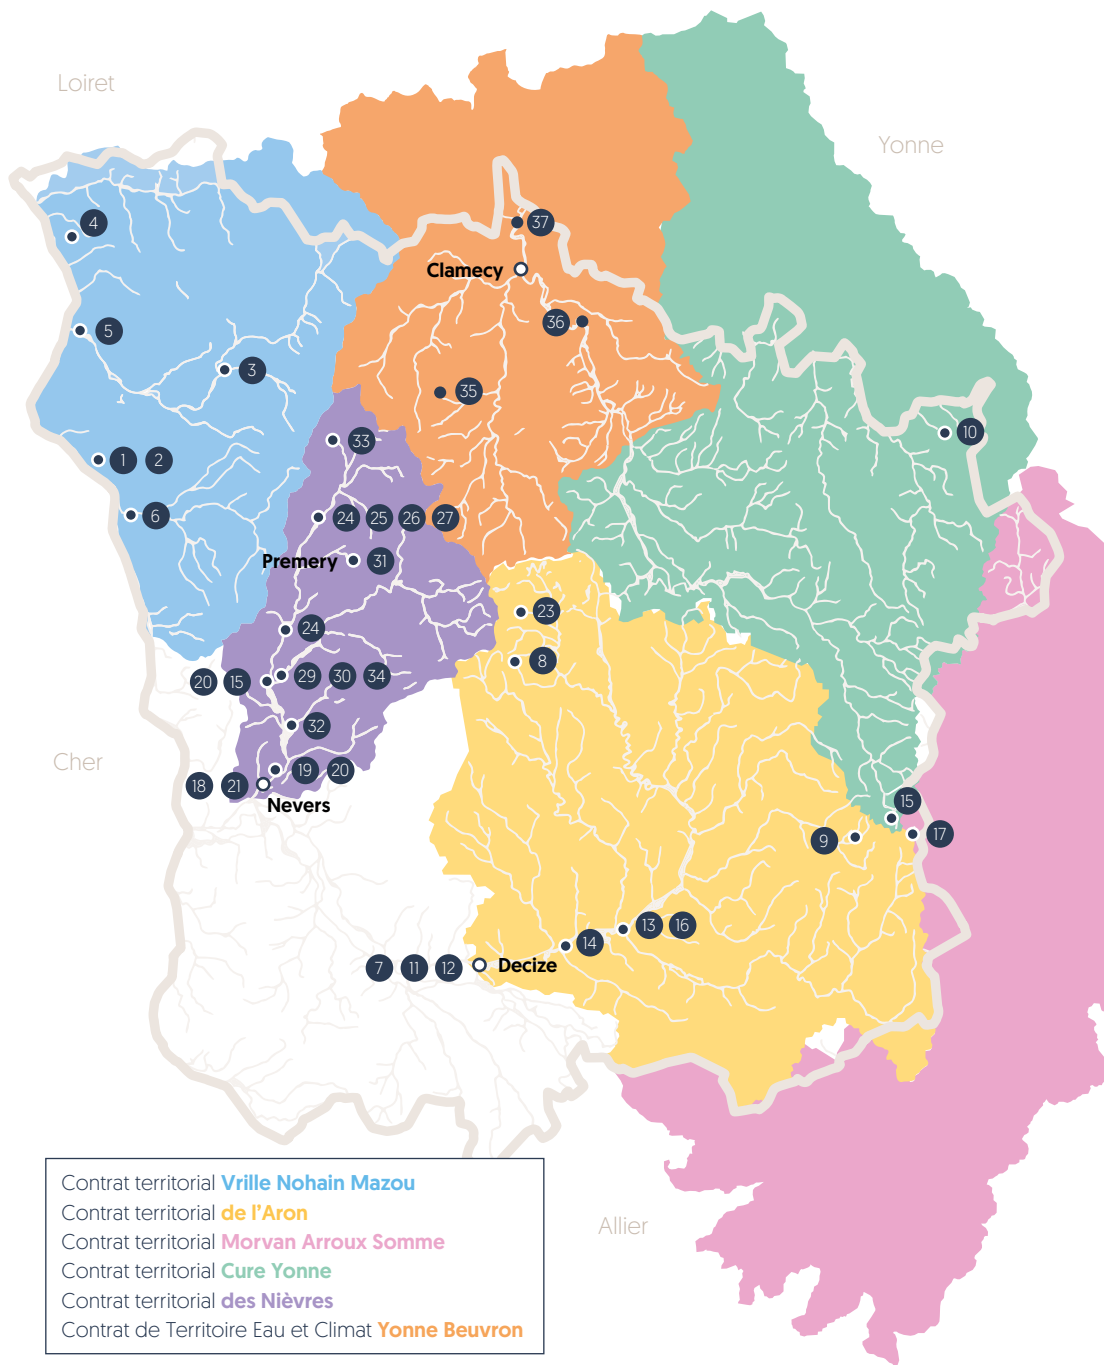 Loiret
Yonne
4
37
Clamecy
5
36
3
35
10
33
1 2
6
24 25 26 27
Premery
31
23
24
8
20 15
29 30 34
32
Cher
19 20
18 21
Nevers
15
9
17
13 16
14
7 11 12
Decize
Contrat territorial Vrille Nohain Mazou
Contrat territorial de l'Aron
Contrat territorial Morvan Arroux Somme
Contrat territorial Cure Yonne
Contrat territorial des Nièvres
Contrat de Territoire Eau et Climat Yonne Beuvron
Allier